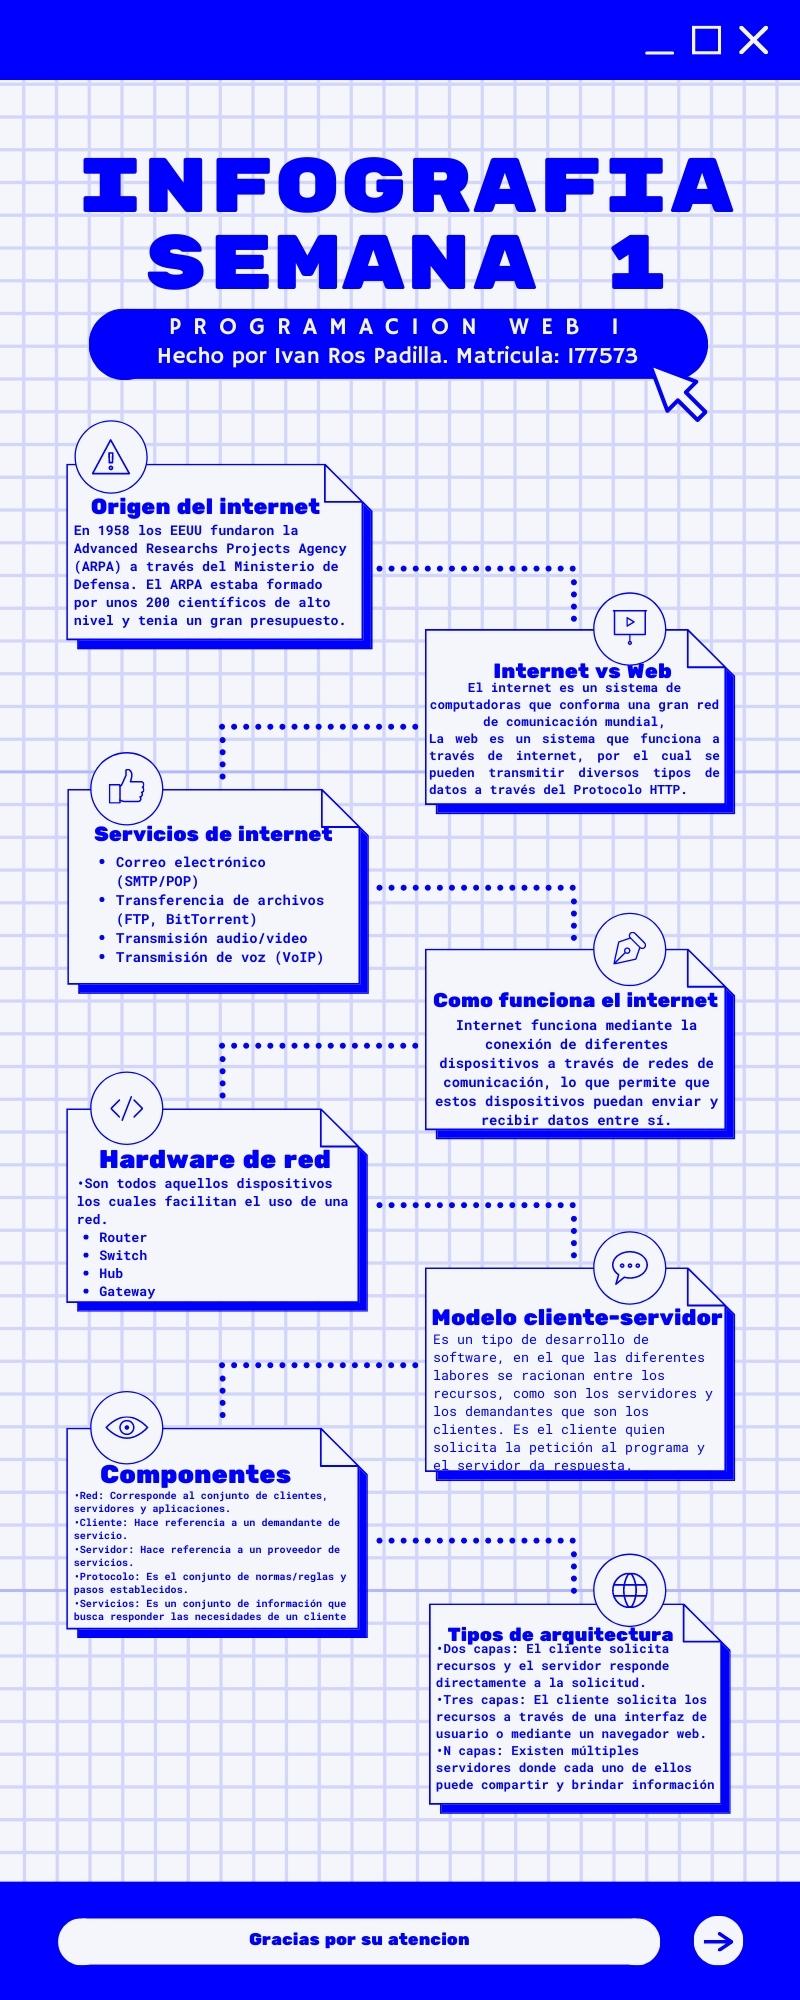 INFOGRAFIA
SEMANA 1
PROGRAMACION WEB I
Hecho por Ivan Ros Padilla. Matricula: I77573
Origen del internet
En 1958 los EEUU fundaron la
Advanced Researchs Projects Agency
(ARPA) a través del Ministerio de
Defensa. El ARPA estaba formado
por unos 200 científicos de alto
nivel y tenia un gran presupuesto.
Internet vs Web
El internet es un sistema de
computadoras que conforma una gran red
de comunicación mundial,
La web es un sistema que funciona a
través de internet, por el cual se
pueden transmitir diversos tipos de
datos a través del Protocolo HTTP.
Servicios de internet
• Correo electrónico
(SMTP/POP)
• Transferencia de archivos
(FTP, BitTorrent)
• Transmisión audio/video
• Transmisión de voz (VoIP)
Como funciona el internet
Internet funciona mediante la
conexión de diferentes
dispositivos a través de redes de
comunicación, lo que permite que
estos dispositivos puedan enviar y
recibir datos entre sí.
Hardware de red
•Son todos aquellos dispositivos
los cuales facilitan el uso de una
red.
• Router
• Switch
• Hub
• Gateway
Modelo cliente-servidor
Es un tipo de desarrollo de
software, en el que las diferentes
labores se racionan entre los
recursos, como son los servidores y
los demandantes que son los
clientes. Es el cliente quien
solicita la petición al programa y
el servidor da respuesta.
Componentes
•Red: Corresponde al conjunto de clientes,
servidores y aplicaciones.
•Cliente: Hace referencia a un demandante de
servicio.
•Servidor: Hace referencia a un proveedor de
servicios.
•Protocolo: Es el conjunto de normas/reglas y
pasos establecidos.
•Servicios: Es un conjunto de información que
busca responder las necesidades de un cliente
Tipos de arquitectura
•Dos capas: El cliente solicita
recursos y el servidor responde
directamente a la solicitud.
•Tres capas: El cliente solicita los
recursos a través de una interfaz de
usuario o mediante un navegador web.
•N capas: Existen múltiples
servidores donde cada uno de ellos
puede compartir y brindar información
Gracias por su atencion